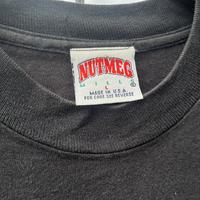 NUTMEG
MILLS
L
MADE IN U.S.A.
FOR CARE SEE REVERSE